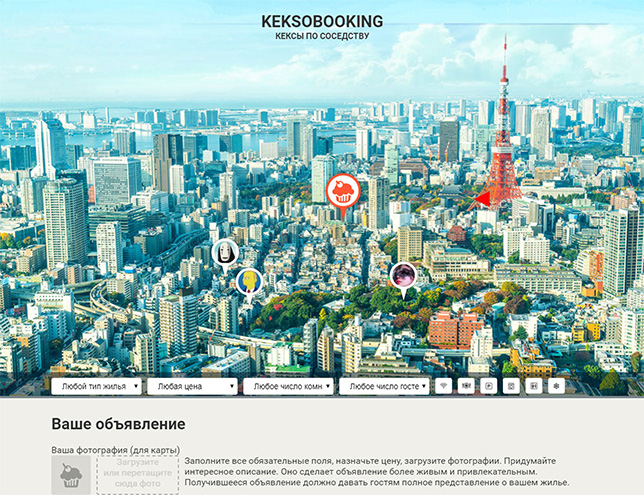 KEKSOBOOKING
КЕКСЫ ПО СОСЕДСТВУ
Любой тип жилья
Любая цена
Любое число комн
Любое число госте
Ваше объявление
Ваша фотография (для карты)
Загрузите
или перетащите
сюда фото
Заполните все обязательные поля, назначьте цену, загрузите фотографии. Придумайте
интересное описание. Оно сделает объявление более живым и привлекательным.
Получившееся объявление должно давать гостям полное представление о вашем жилье.